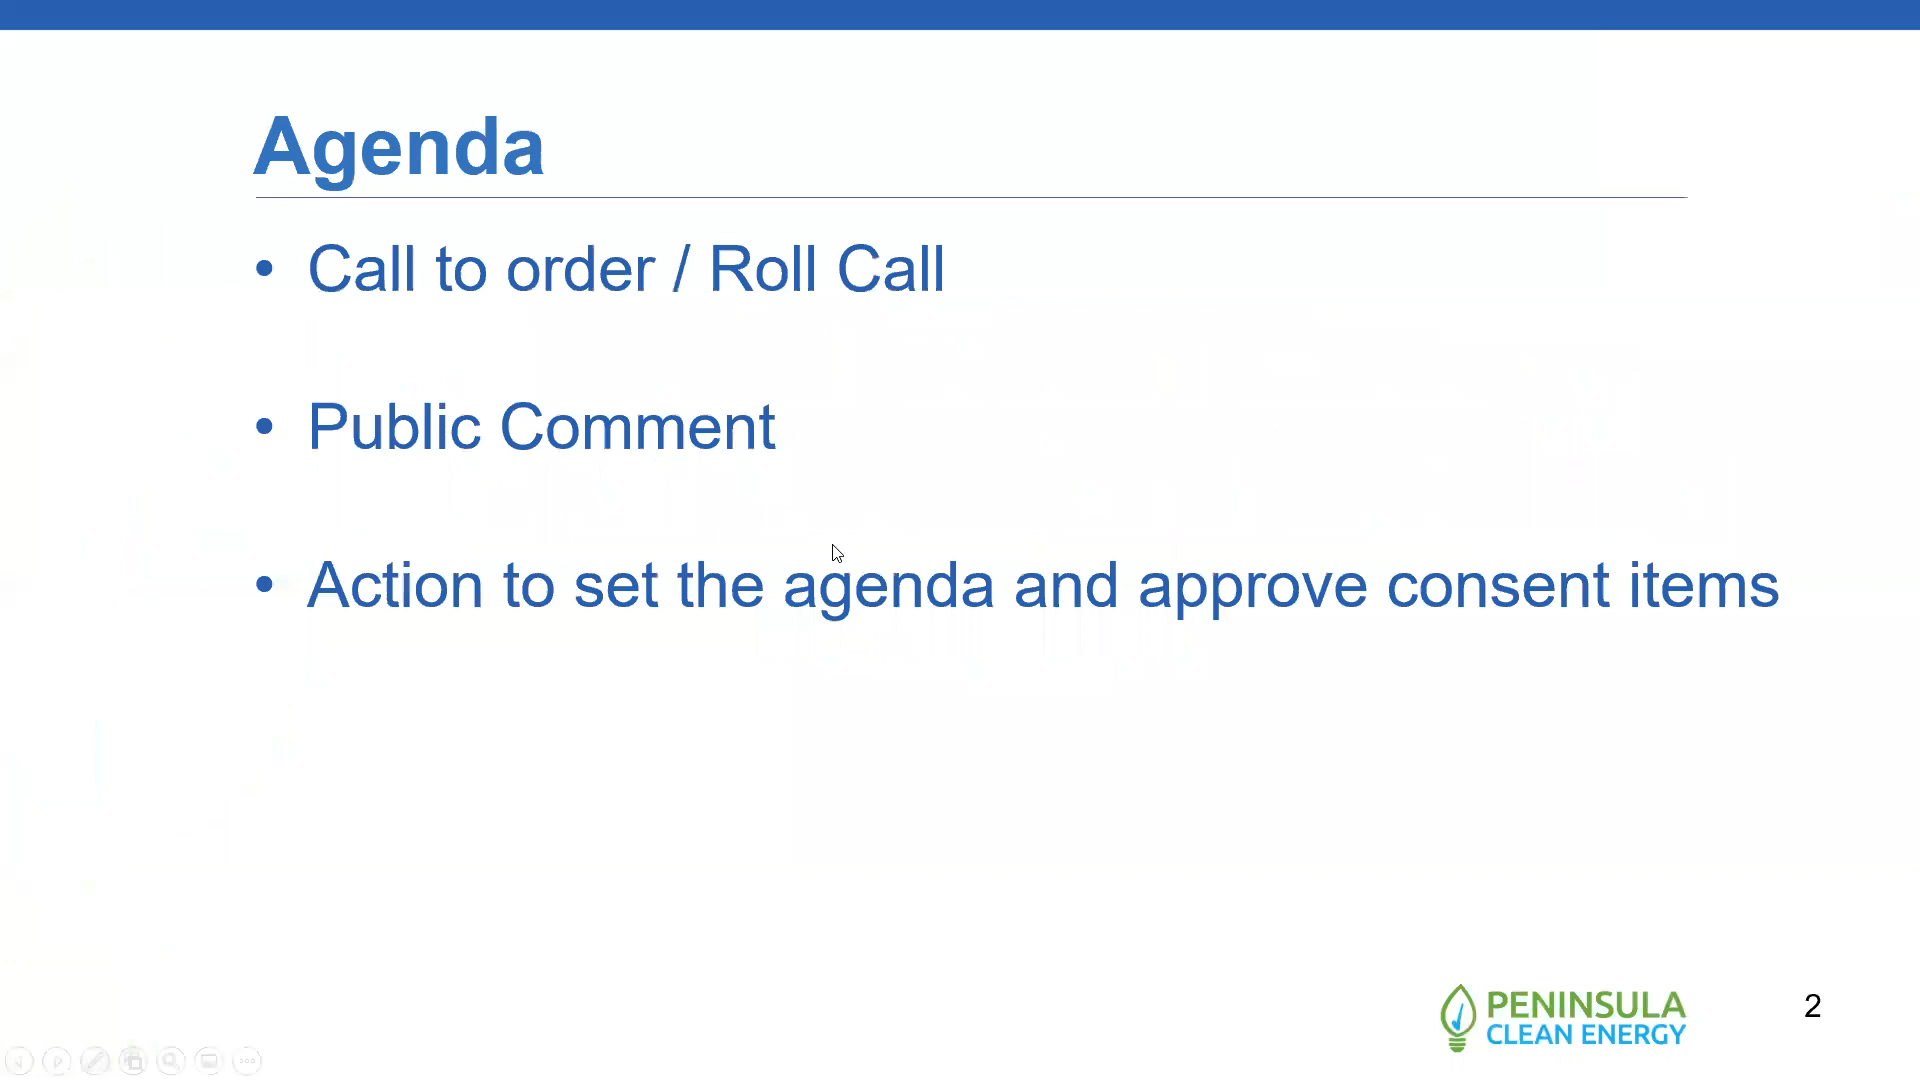 Agenda
• Call to order / Roll Call
• Public Comment
• Action to set the agenda and approve consent items
PENINSULA
CLEAN ENERGY
2